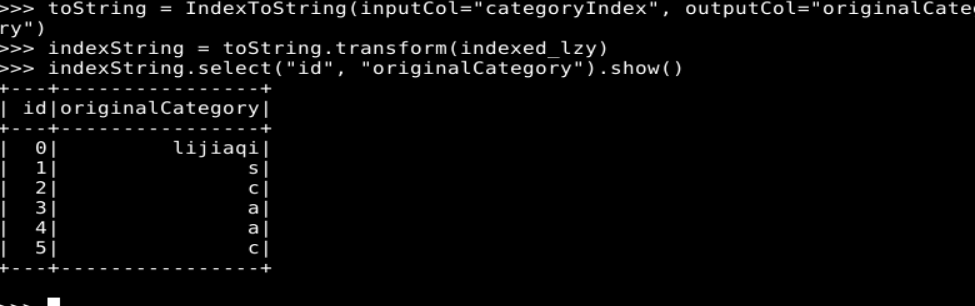 >>> toString = IndexToString(inputCol="categoryIndex", outputCol="originalCatego
ry")
>>> indexString = toString.transform(indexed_lzy)
>>> indexString.select("id", "originalCategory").show()
+---+----------------+
| id|originalCategory|
+---+----------------+
|  0|         lijiaqi|
|  1|               s|
|  2|               c|
|  3|               a|
|  4|               a|
|  5|               c|
+---+----------------+
>>>